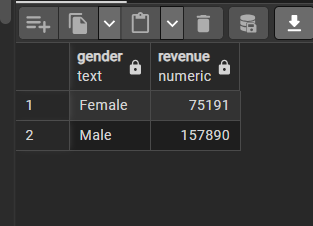 gender revenue
text numeric
1 Female 75191
2 Male 157890